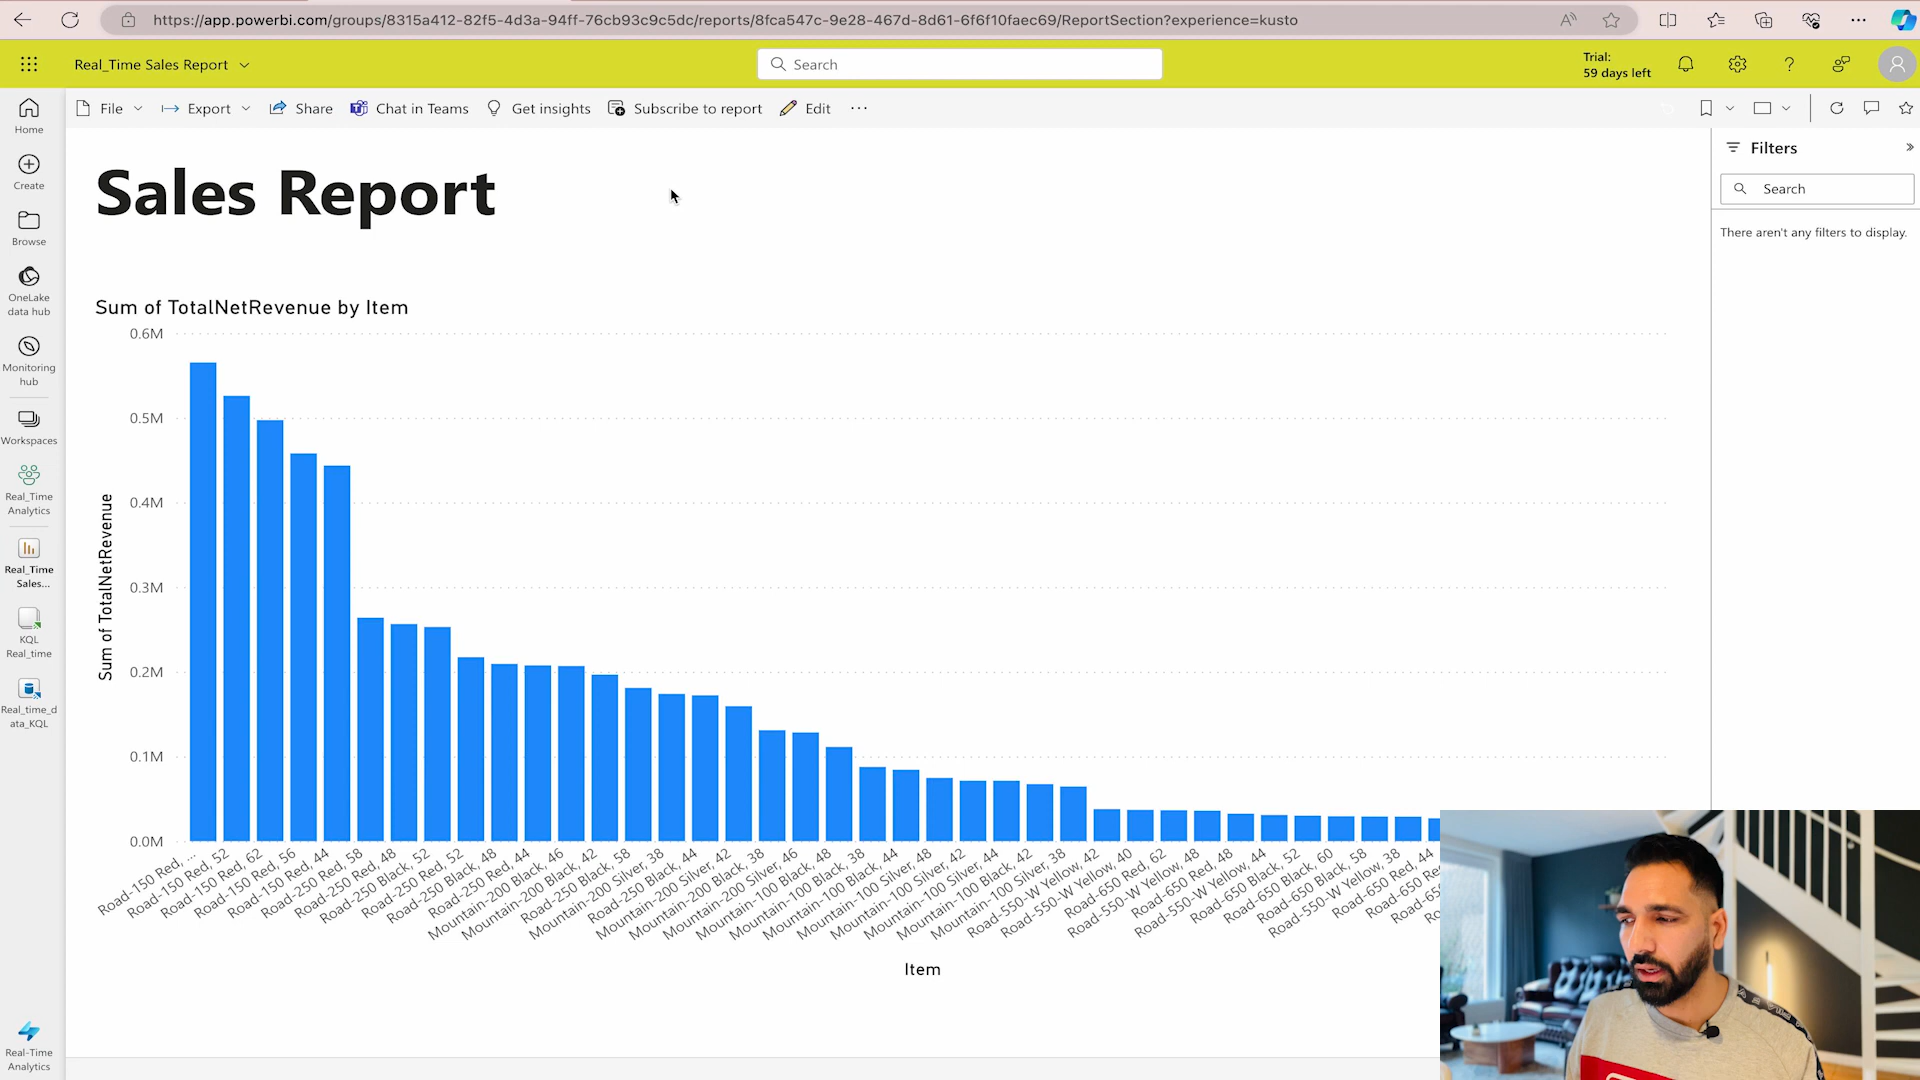 https://app.powerbi.com/groups/8315a412-82f5-4d3a-94ff-76cb93c9c5dc/reports/8fca547c-9e28-467d-8d61-6f6f10faec69/ReportSection?experience=kusto
Real_Time Sales Report
Search
Trial:
59 days left
File
Export
Share
Chat in Teams
Get insights
Subscribe to report
Edit
Home
Create
Browse
OneLake
data hub
Monitoring
hub
Workspaces
Real_Time
Analytics
Real_Time
Sales...
KQL
Real_time
Real_time_d
ata_KQL
Real-Time
Analytics
Sales Report
Sum of TotalNetRevenue by Item
0.6M
0.5M
0.4M
0.3M
0.2M
0.1M
0.0M
Sum of TotalNetRevenue
Road-150 Red, ...
Road-150 Red, 52
Road-150 Red, 62
Road-150 Red, 56
Road-150 Red, 44
Road-250 Red, 58
Road-250 Red, 48
Road-250 Black, 52
Road-250 Red, 52
Road-250 Black, 48
Road-250 Red, 44
Mountain-200 Black, 46
Mountain-200 Black, 42
Road-250 Black, 58
Mountain-200 Silver, 38
Road-250 Black, 44
Mountain-200 Silver, 42
Mountain-200 Black, 38
Mountain-200 Silver, 46
Mountain-100 Black, 48
Mountain-100 Black, 38
Mountain-100 Black, 44
Mountain-100 Silver, 48
Mountain-100 Silver, 42
Mountain-100 Silver, 44
Mountain-100 Black, 42
Mountain-100 Silver, 38
Road-550-W Yellow, 42
Road-550-W Yellow, 40
Road-650 Red, 62
Road-550-W Yellow, 48
Road-650 Red, 48
Road-550-W Yellow, 44
Road-650 Black, 52
Road-650 Black, 60
Road-650 Black, 58
Road-550-W Yellow, 38
Road-650 Red, 44
Item
Filters
Search
There aren't any filters to display.